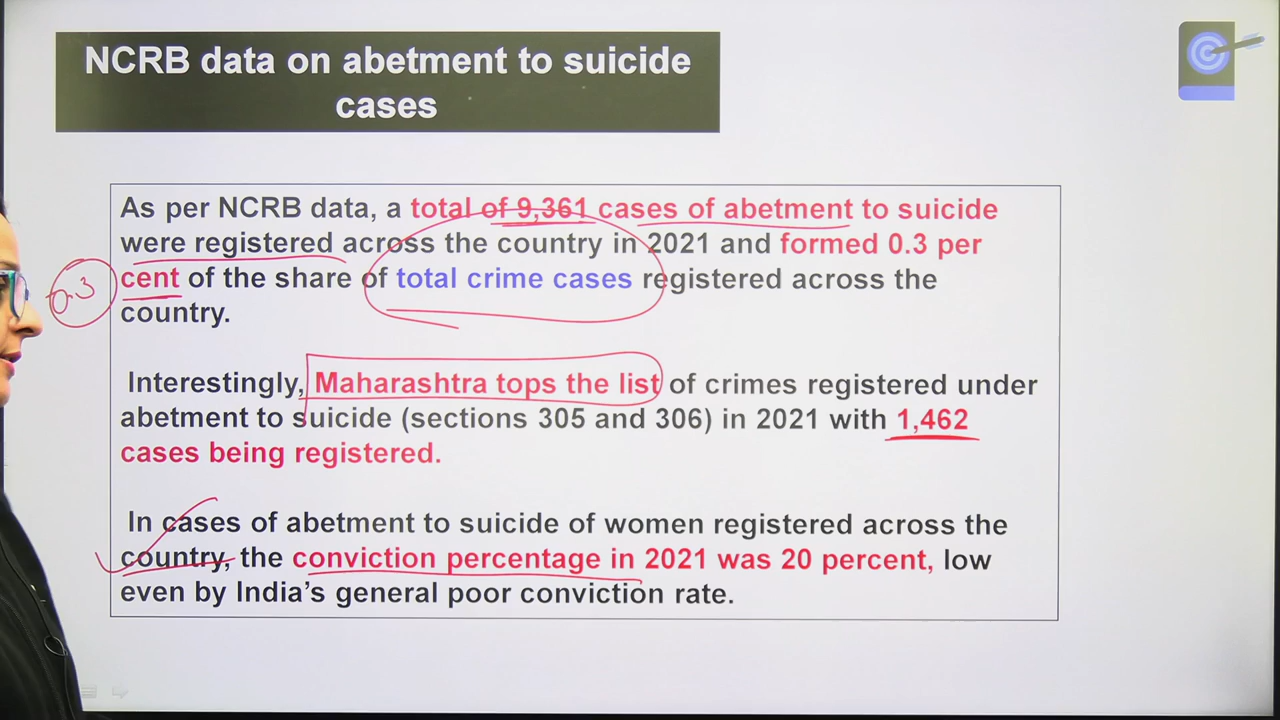 NCRB data on abetment to suicide
cases
As per NCRB data, a total of 9,361 cases of abetment to suicide
were registered across the country in 2021 and formed 0.3 per
cent of the share of total crime cases registered across the
country.
0.3
Interestingly, Maharashtra tops the list of crimes registered under
abetment to suicide (sections 305 and 306) in 2021 with 1,462
cases being registered.
In cases of abetment to suicide of women registered across the
country, the conviction percentage in 2021 was 20 percent, low
even by India's general poor conviction rate.